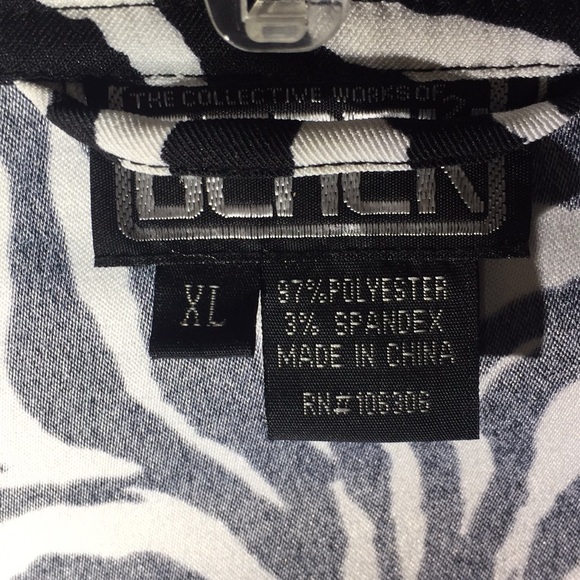 THE COLLECTIVE WORKS OF
XL
97% POLYESTER
3% SPANDEX
MADE IN CHINA
RN#106306